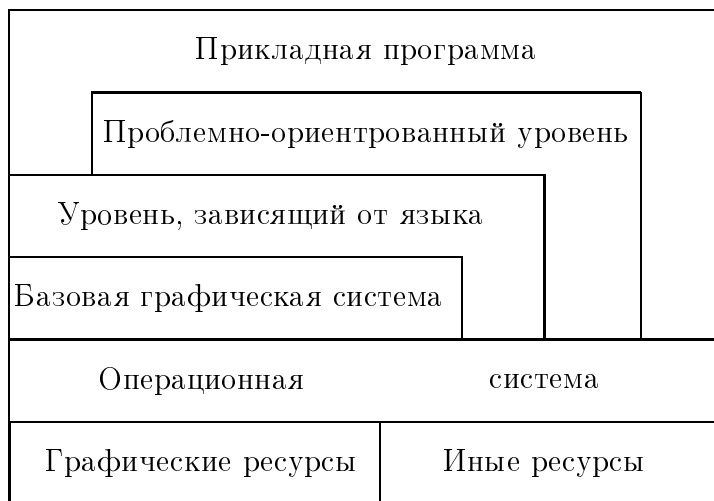 Прикладная программа
Проблемно-ориентрованный уровень
Уровень, зависящий от языка
Базовая графическая система
Операционная система
Графические ресурсы Иные ресурсы